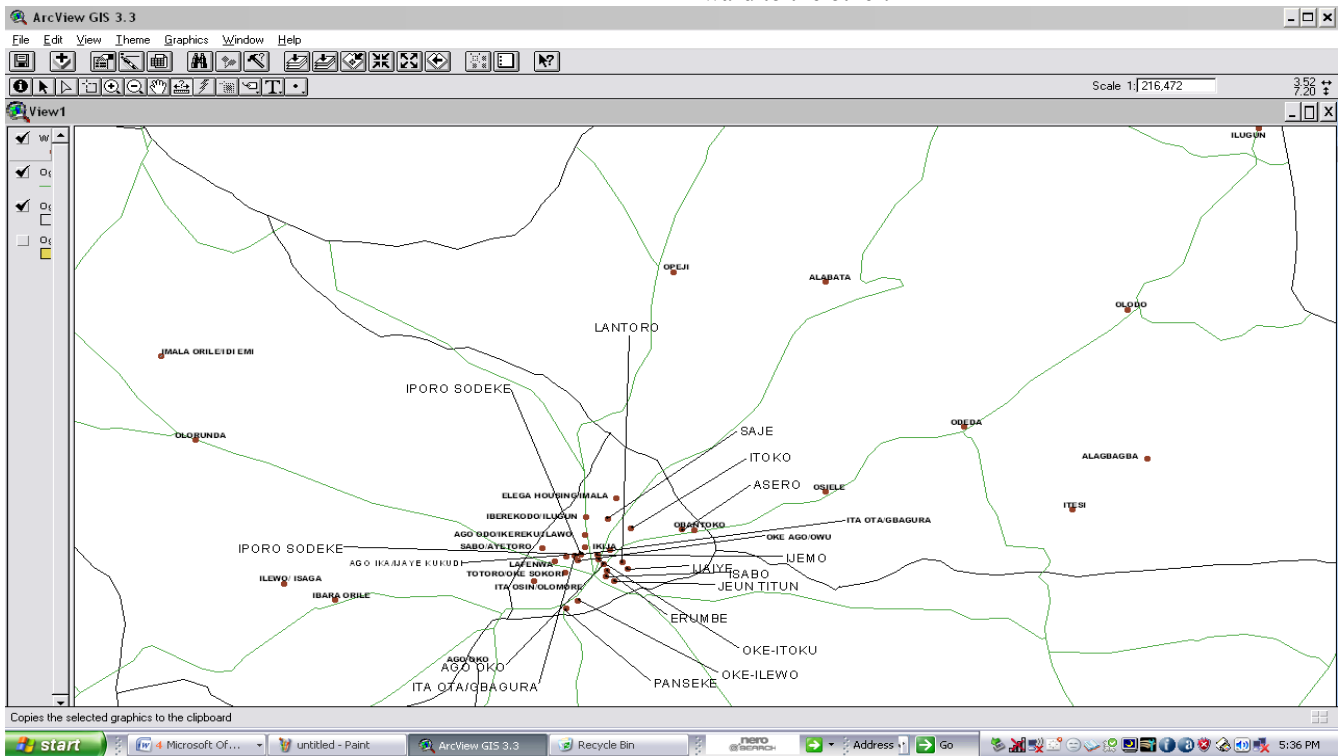 ArcView GIS 3.3
File Edit View Theme Graphics Window Help
Scale 1: 216,472
3.52
7.20
View1
ILUGUN
OPEJI
ALABATA
OLODO
LANTORO
IMALA ORILE/IDI EMI
IPORO SODEKE
ODEDA
SAJE
OLORUNDA
ITOKO
ALAGBAGBA
ASERO
OSIELE
ELEGA HOUSING/IMALA
ITESI
IBEREKODO/ILUGUN
OBANTOKO
ITA OTA/GBAGURA
AGO ODO/IKEREKU/ILAWO
OKE AGO/OWU
IPORO SODEKE
SABO/AYETORO
IKIJA
IJEMO
AGO IKA/IJAYE KUKUDI
LAFENWA
IJAIYE
ISABO
TOTORO/OKE SOKORI
ILEWO/ ISAGA
ITA OSIN/OLOMORE
JEUN TITUN
IBARA ORILE
ERUMBE
OKE-ITOKU
AGO/OKO
AGO OKO
OKE-ILEWO
ITA OTA/GBAGURA
PANSEKE
Copies the selected graphics to the clipboard
start
4 Microsoft Of...
untitled - Paint
ArcView GIS 3.3
Recycle Bin
nero
SEARCH
Address
Go
5:36 PM